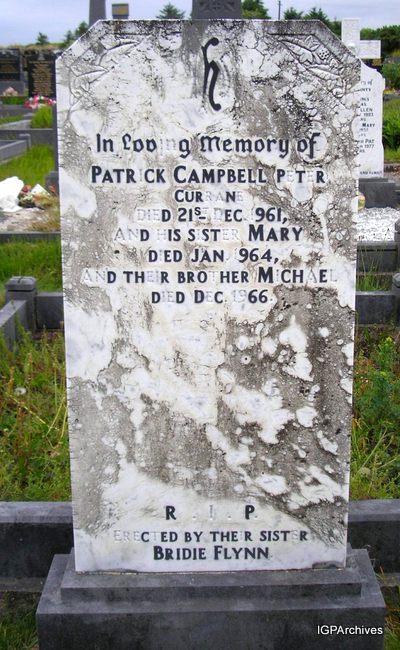 In Loving Memory of
PATRICK CAMPBELL PETER
CURRANE
DIED 21ST DEC. 1961,
AND HIS SISTER MARY
DIED JAN. 1964,
AND THEIR BROTHER MICHAEL
DIED DEC. 1966.
R. I. P.
ERECTED BY THEIR SISTER
BRIDIE FLYNN
IGPArchives